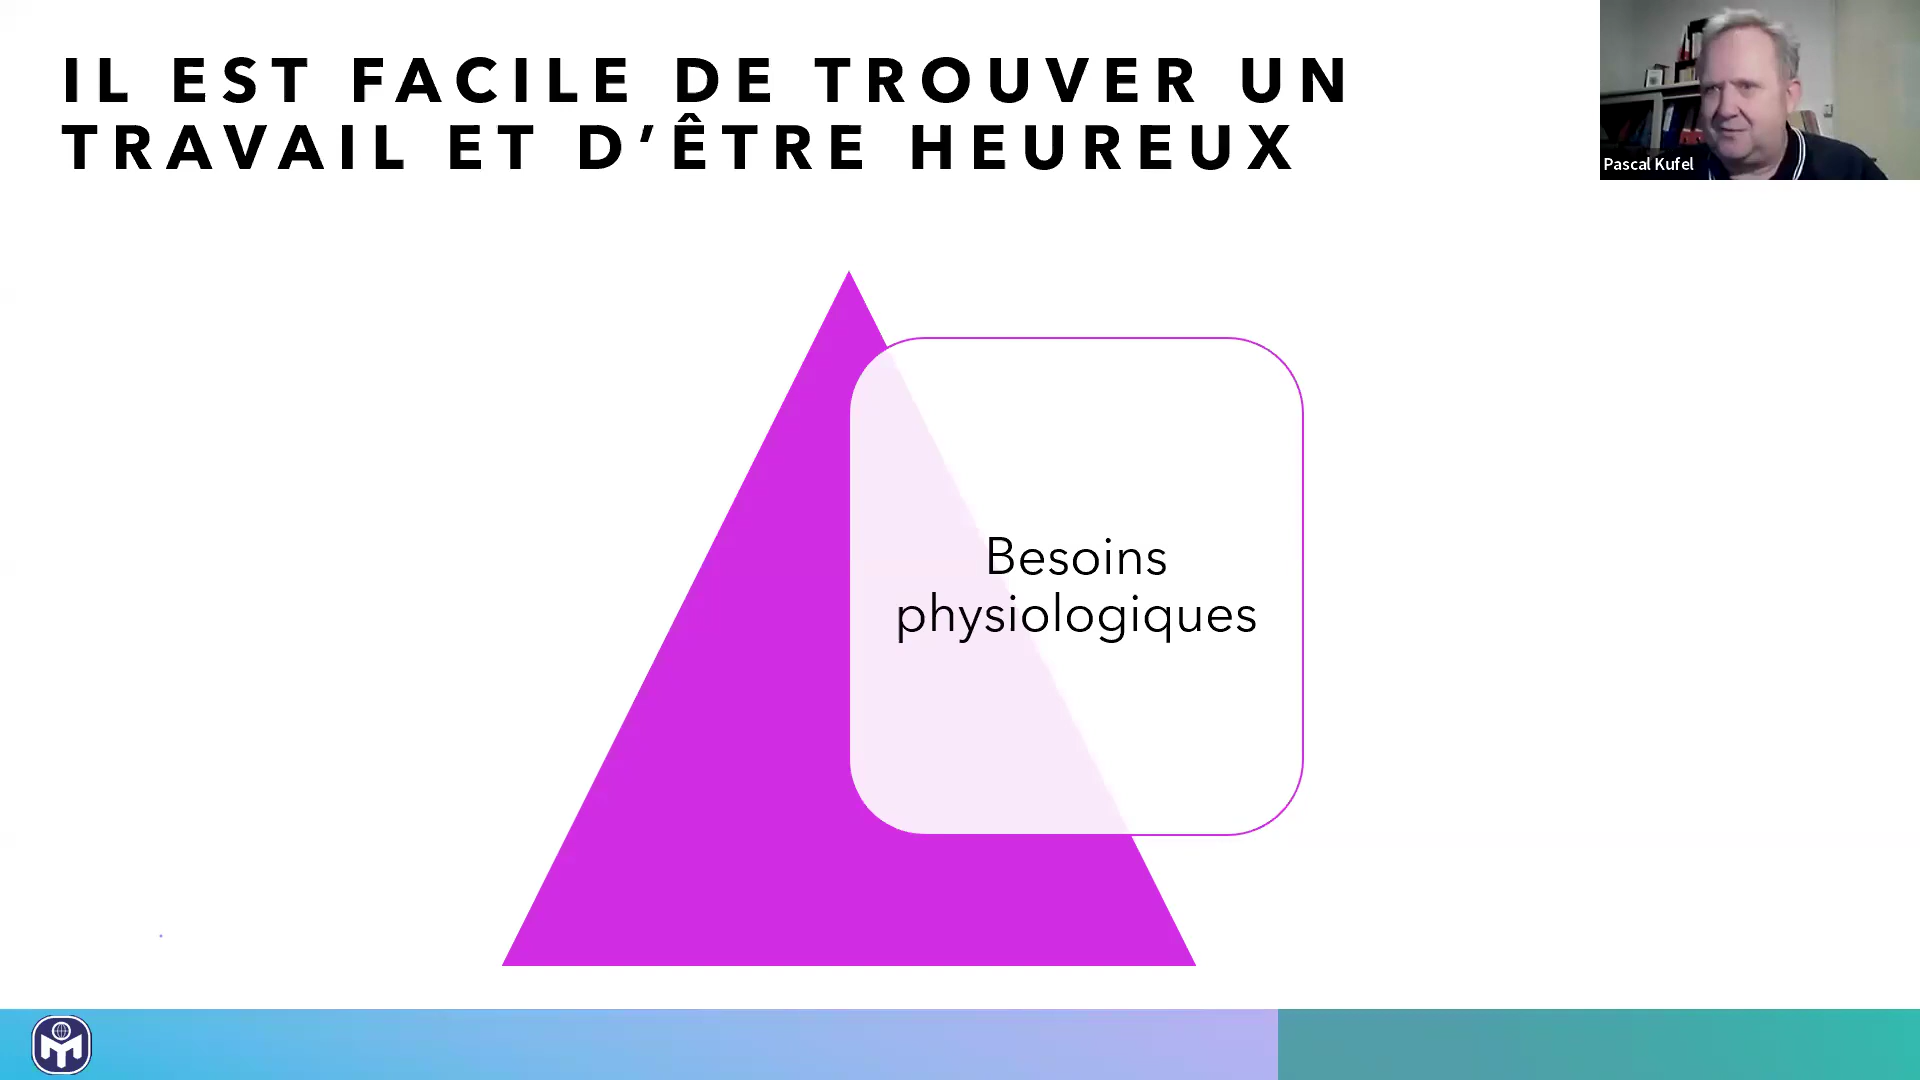 IL EST FACILE DE TROUVER UN
TRAVAIL ET D’ÊTRE HEUREUX
Pascal Kufel
Besoins
physiologiques